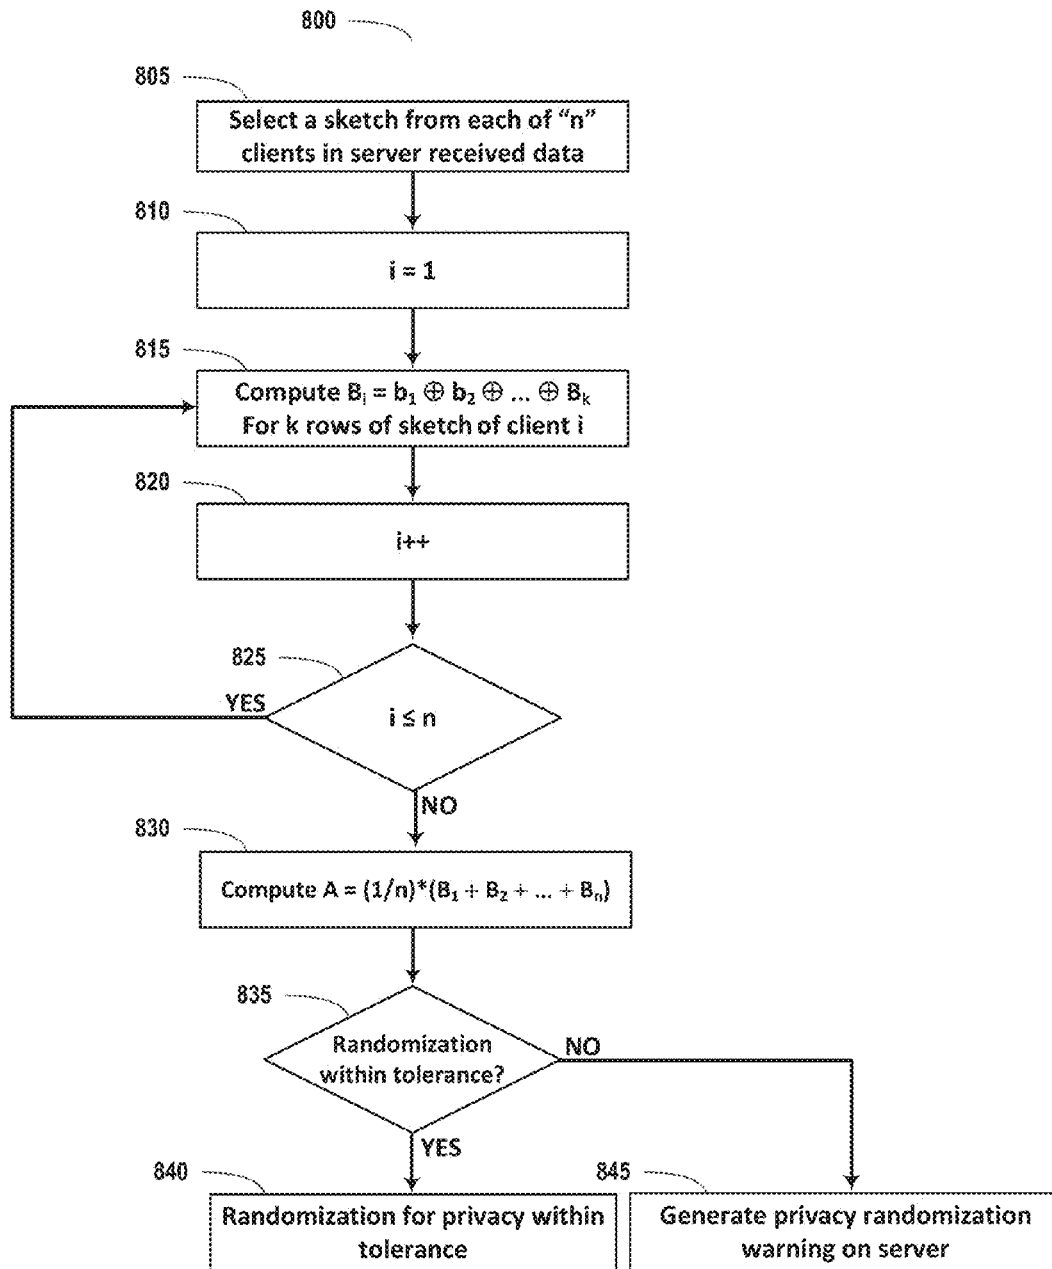 800
805
Select a sketch from each of “n”
clients in server received data
810
i = 1
815
Compute Bᵢ = b₁ ⊕ b₂ ⊕ ... ⊕ Bₖ
For k rows of sketch of client i
820
i++
825
YES
i ≤ n
NO
830
Compute A = (1/n)*(B₁ + B₂ + ... + Bₙ)
835
Randomization
within tolerance?
NO
YES
840
Randomization for privacy within
tolerance
845
Generate privacy randomization
warning on server